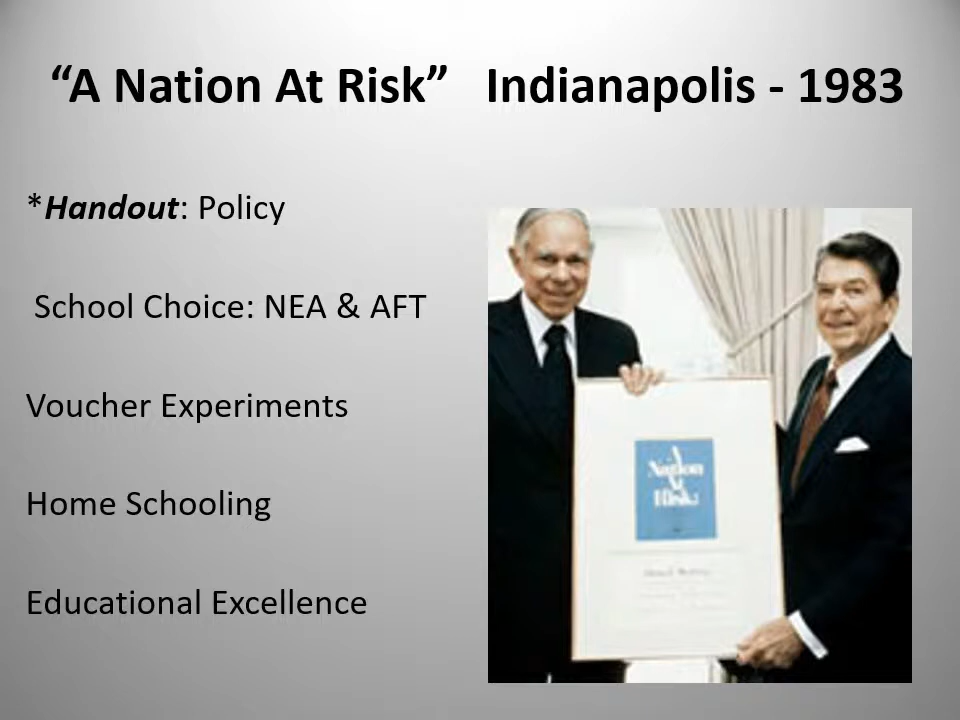 “A Nation At Risk”   Indianapolis - 1983
*Handout: Policy
School Choice: NEA & AFT
Voucher Experiments
Home Schooling
Educational Excellence
A
Nation
At
Risk: